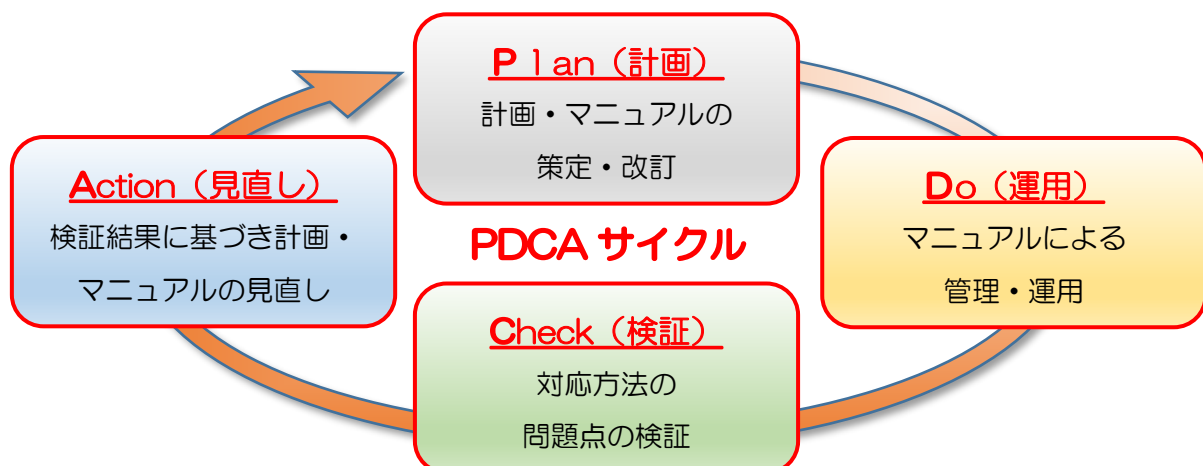 Plan（計画）
計画・マニュアルの
策定・改訂
Action（見直し）
検証結果に基づき計画・
マニュアルの見直し
PDCA サイクル
Do（運用）
マニュアルによる
管理・運用
Check（検証）
対応方法の
問題点の検証